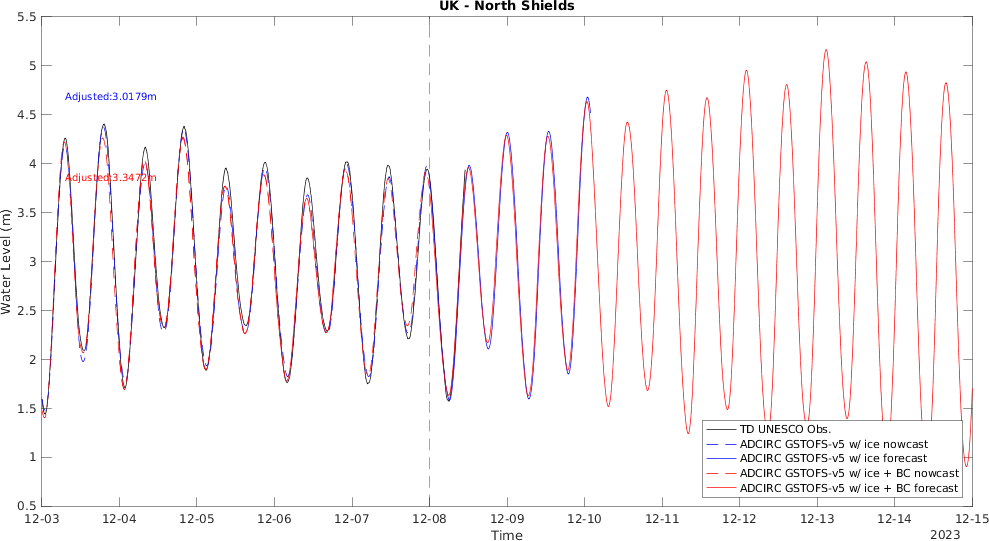 UK - North Shields
5.5
5
4.5
4
3.5
3
2.5
2
1.5
1
0.5
Water Level (m)
Adjusted:3.0179m
Adjusted:3.3472m
TD UNESCO Obs.
ADCIRC GSTOFS-v5 w/ ice nowcast
ADCIRC GSTOFS-v5 w/ ice forecast
ADCIRC GSTOFS-v5 w/ ice + BC nowcast
ADCIRC GSTOFS-v5 w/ ice + BC forecast
12-03 12-04 12-05 12-06 12-07 12-08 12-09 12-10 12-11 12-12 12-13 12-14 12-15
Time
2023